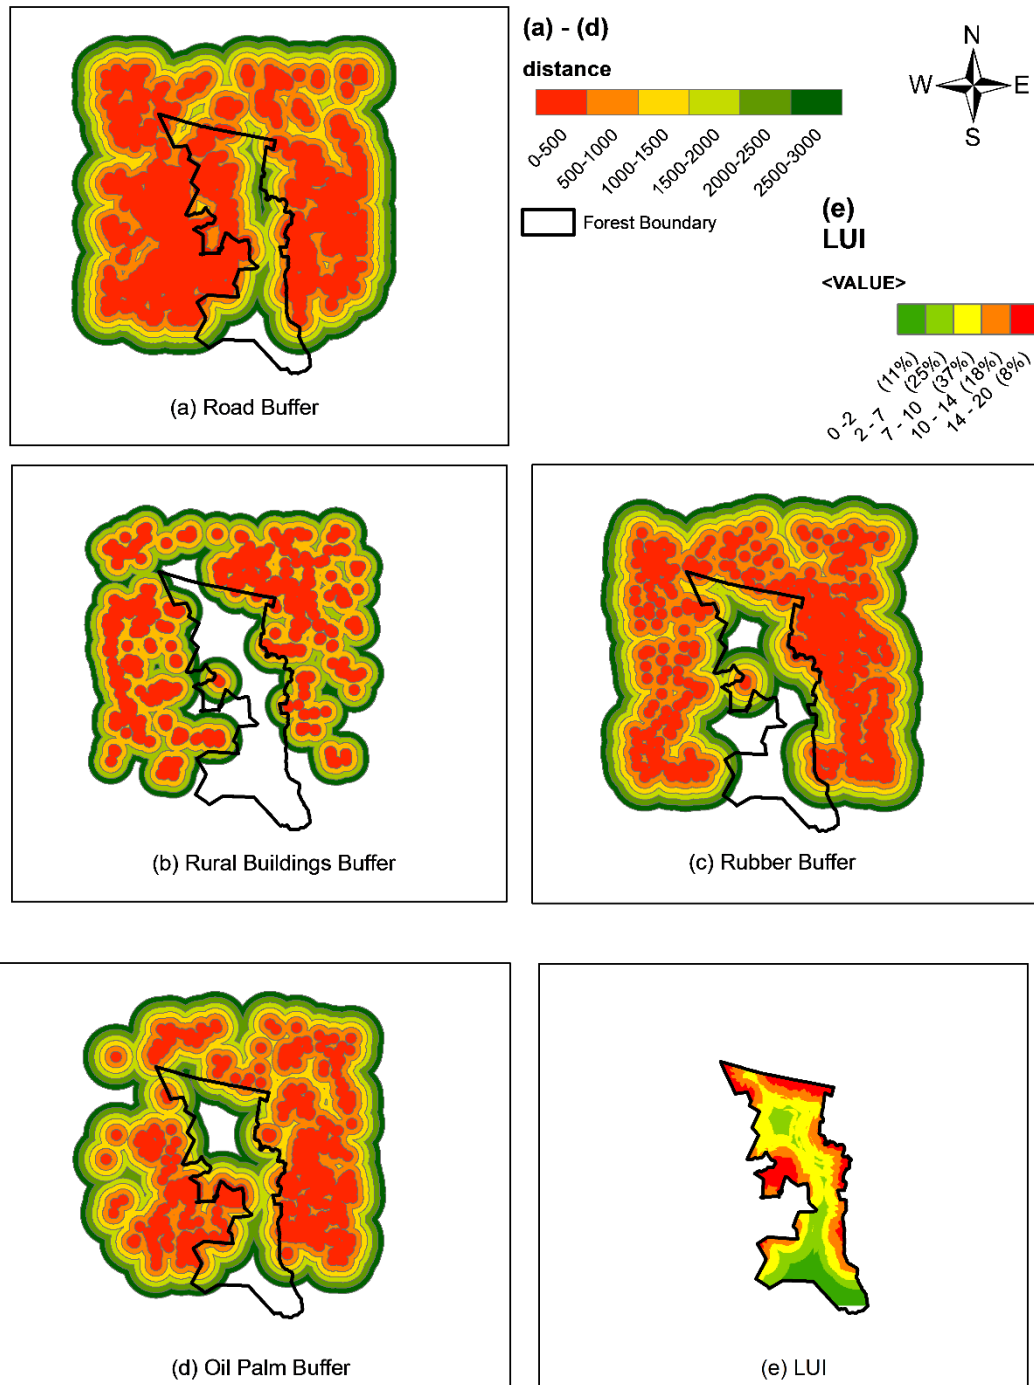 (a) - (d)
distance
0-500
500-1000
1000-1500
1500-2000
2000-2500
2500-3000
Forest Boundary
N
W
E
S
(e)
LUI
<VALUE>
0 -2 (11%)
2 - 7 (25%)
7 - 10 (37%)
10 - 14 (18%)
14 - 20 (8%)
(a) Road Buffer
(b) Rural Buildings Buffer
(c) Rubber Buffer
(d) Oil Palm Buffer
(e) LUI